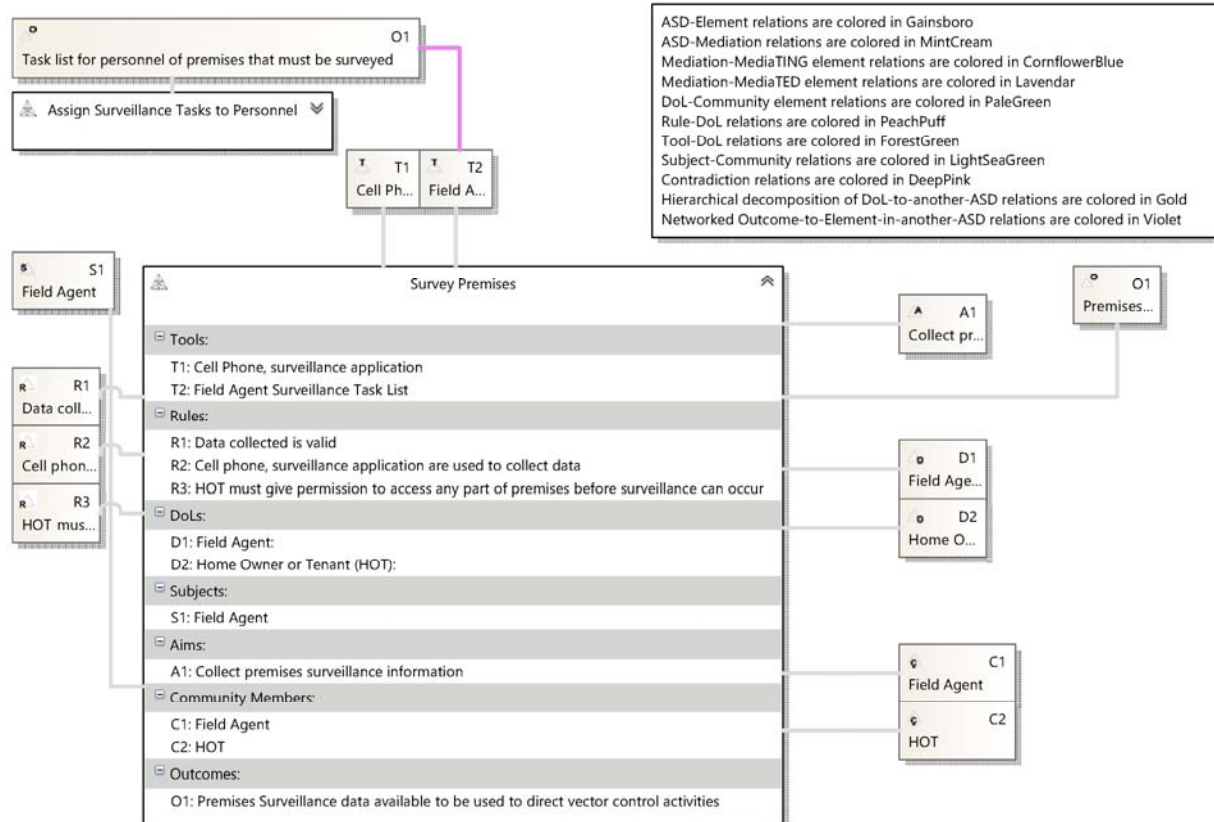 O1
Task list for personnel of premises that must be surveyed
Assign Surveillance Tasks to Personnel
ASD-Element relations are colored in Gainsboro
ASD-Mediation relations are colored in MintCream
Mediation-MediaTING element relations are colored in CornflowerBlue
Mediation-MediaTED element relations are colored in Lavendar
DoL-Community element relations are colored in PaleGreen
Rule-DoL relations are colored in PeachPuff
Tool-DoL relations are colored in ForestGreen
Subject-Community relations are colored in LightSeaGreen
Contradiction relations are colored in DeepPink
Hierarchical decomposition of DoL-to-another-ASD relations are colored in Gold
Networked Outcome-to-Element-in-another-ASD relations are colored in Violet
T T1
Cell Ph...
T T2
Field A...
S S1
Field Agent
R R1
Data coll...
R R2
Cell phon...
R R3
HOT mus...
Survey Premises
Tools:
T1: Cell Phone, surveillance application
T2: Field Agent Surveillance Task List
Rules:
R1: Data collected is valid
R2: Cell phone, surveillance application are used to collect data
R3: HOT must give permission to access any part of premises before surveillance can occur
DoLs:
D1: Field Agent:
D2: Home Owner or Tenant (HOT):
Subjects:
S1: Field Agent
Aims:
A1: Collect premises surveillance information
Community Members:
C1: Field Agent
C2: HOT
Outcomes:
O1: Premises Surveillance data available to be used to direct vector control activities
A A1
Collect pr...
O O1
Premises...
D D1
Field Age...
D D2
Home O...
C C1
Field Agent
C C2
HOT